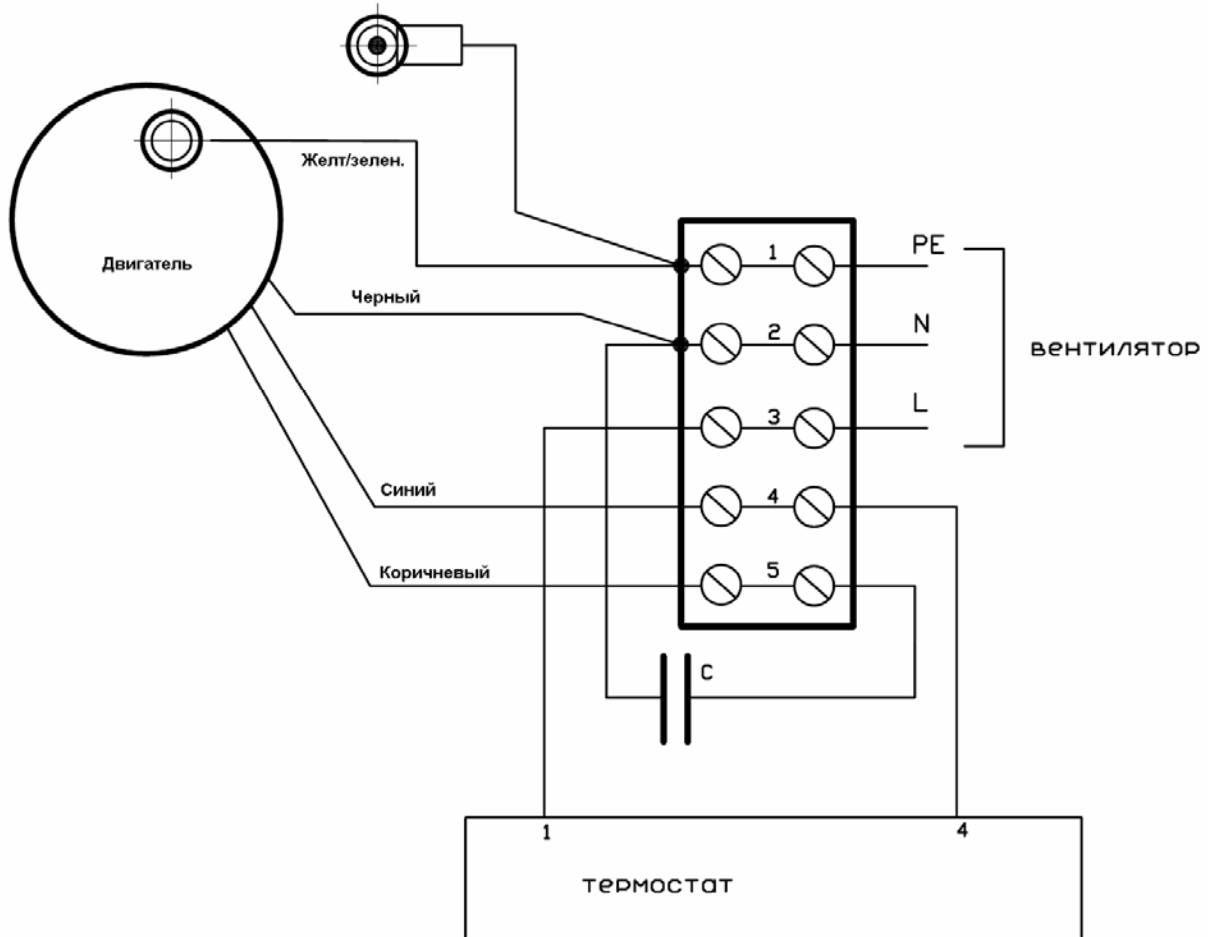 Желт/зелен.
Двигатель
Черный
Синий
Коричневый
1
PE
2
N
3
L
4
5
вентилятор
C
1
4
термостат